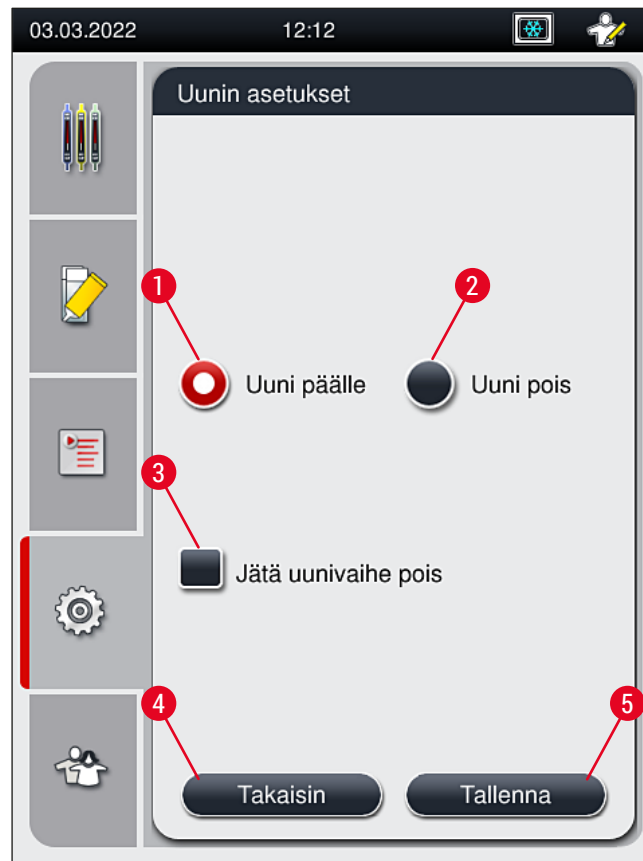 03.03.2022 12:12
Uunin asetukset
1 2
Uuni päälle Uuni pois
3
Jätä uunivaihe pois
4 5
Takaisin Tallenna